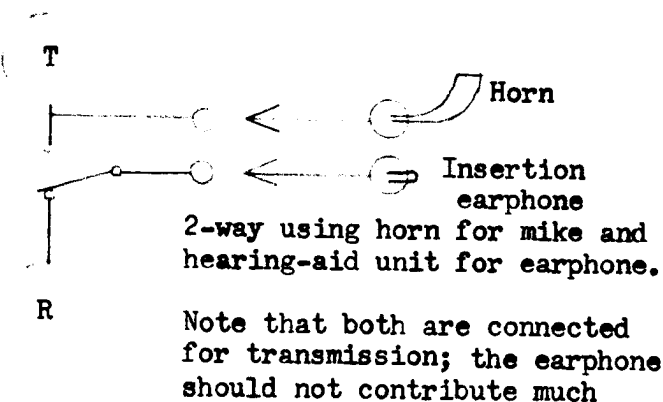 T
Horn
Insertion
earphone
2-way using horn for mike and
hearing-aid unit for earphone.
R
Note that both are connected
for transmission; the earphone
should not contribute much